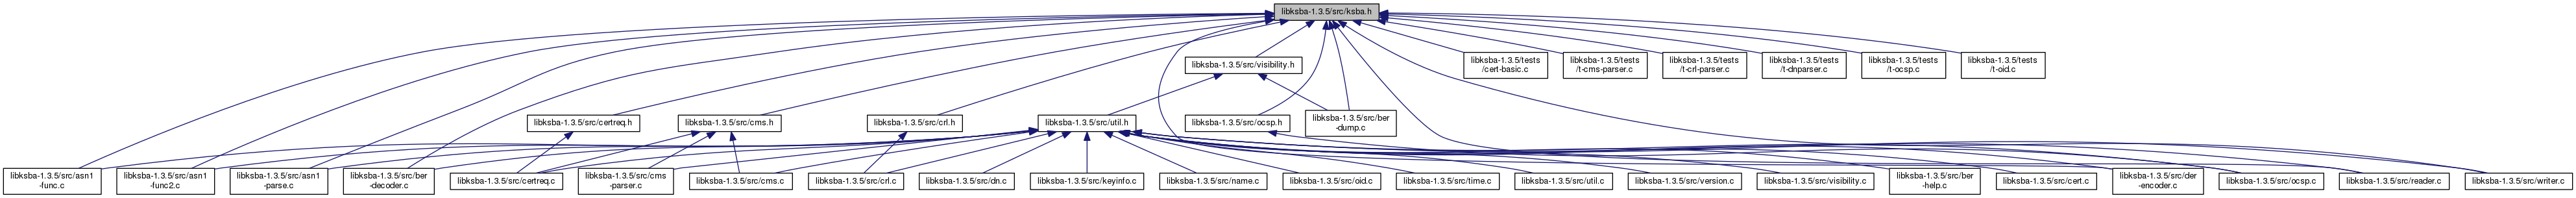 libksba-1.3.5/src/ksba.h
libksba-1.3.5/src/visibility.h
libksba-1.3.5/tests
/cert-basic.c
libksba-1.3.5/tests
/t-cms-parser.c
libksba-1.3.5/tests
/t-crl-parser.c
libksba-1.3.5/tests
/t-dnparser.c
libksba-1.3.5/tests
/t-ocsp.c
libksba-1.3.5/tests
/t-oid.c
libksba-1.3.5/src/certreq.h
libksba-1.3.5/src/cms.h
libksba-1.3.5/src/crl.h
libksba-1.3.5/src/util.h
libksba-1.3.5/src/ocsp.h
libksba-1.3.5/src/ber
-dump.c
libksba-1.3.5/src/asn1
-func.c
libksba-1.3.5/src/asn1
-func2.c
libksba-1.3.5/src/asn1
-parse.c
libksba-1.3.5/src/ber
-decoder.c
libksba-1.3.5/src/certreq.c
libksba-1.3.5/src/cms
-parser.c
libksba-1.3.5/src/cms.c
libksba-1.3.5/src/crl.c
libksba-1.3.5/src/dn.c
libksba-1.3.5/src/keyinfo.c
libksba-1.3.5/src/name.c
libksba-1.3.5/src/oid.c
libksba-1.3.5/src/time.c
libksba-1.3.5/src/util.c
libksba-1.3.5/src/version.c
libksba-1.3.5/src/visibility.c
libksba-1.3.5/src/ber
-help.c
libksba-1.3.5/src/cert.c
libksba-1.3.5/src/der
-encoder.c
libksba-1.3.5/src/ocsp.c
libksba-1.3.5/src/reader.c
libksba-1.3.5/src/writer.c